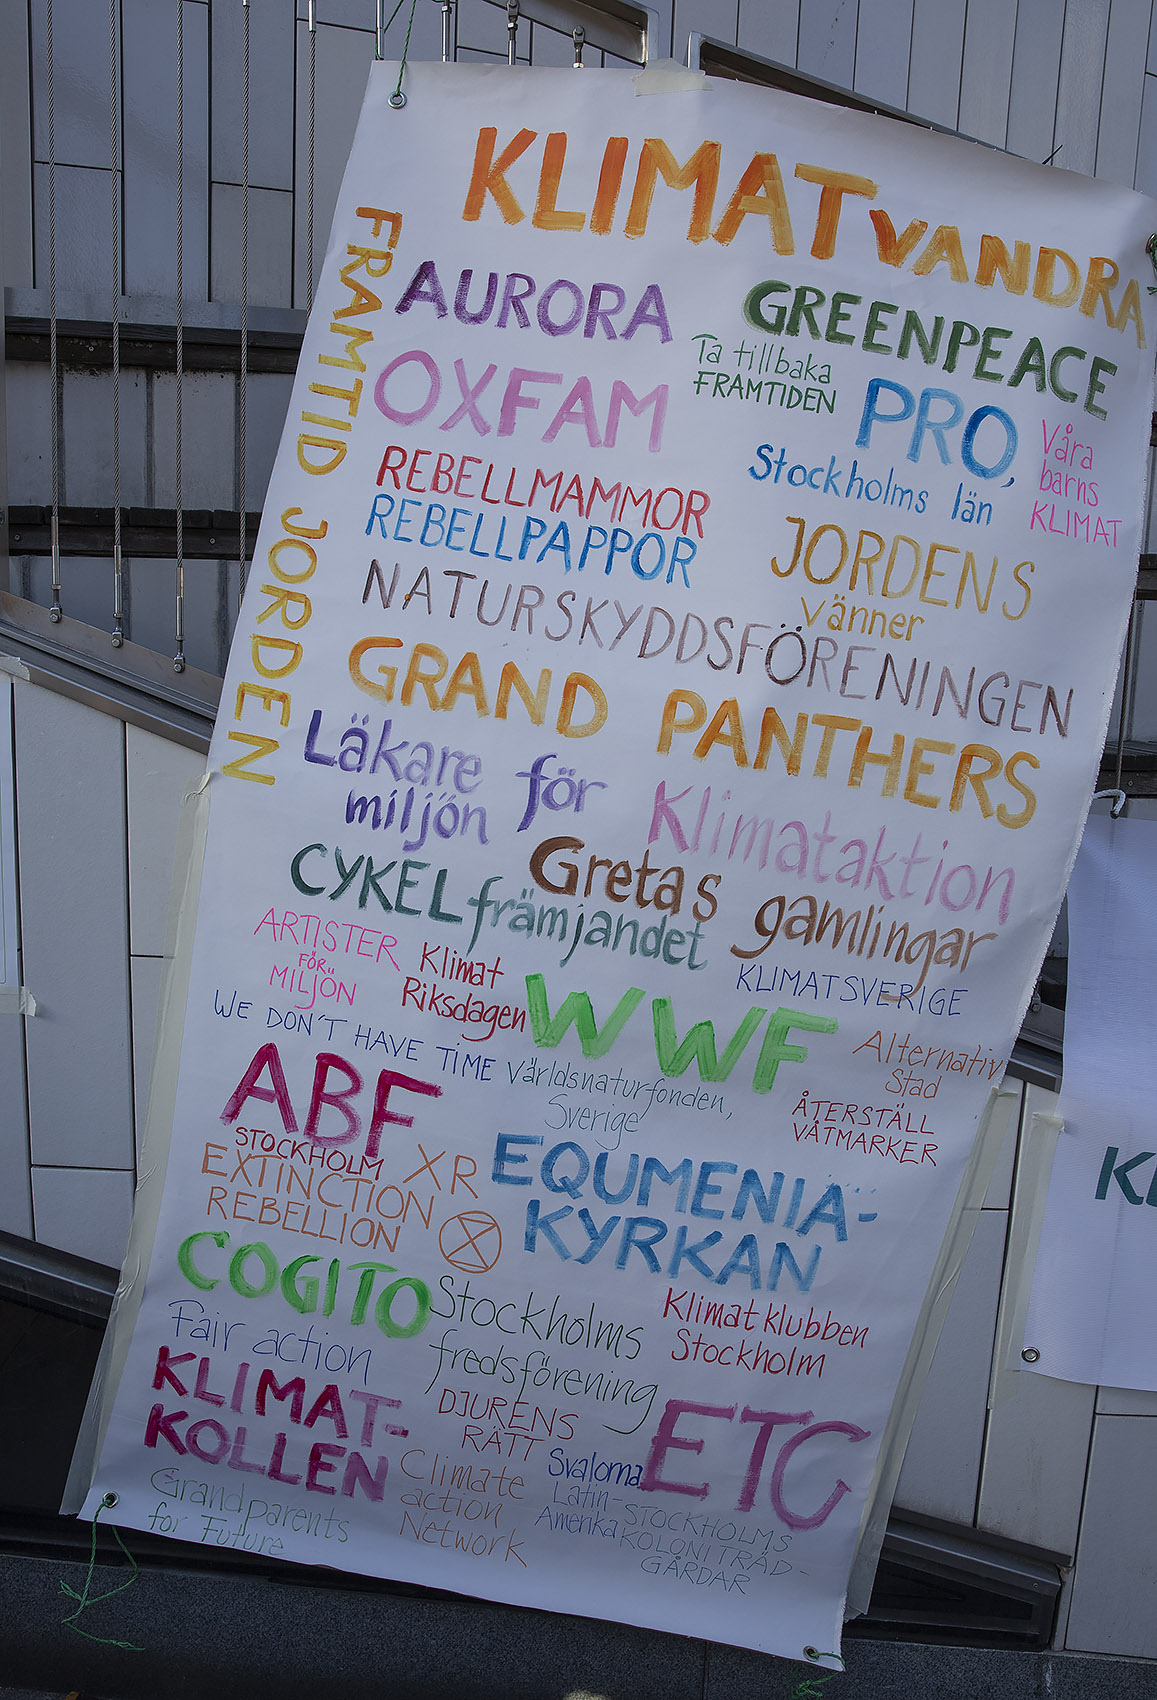 KLIMATVANDRA
FRAMTID JORDEN
AURORA
GREENPEACE
OXFAM
Ta tillbaka
FRAMTIDEN
PRO,
Stockholms län
Våra
barns
KLIMAT
REBELLMAMMOR
REBELLPAPPOR
JORDENS
vänner
NATURSKYDDSFÖRENINGEN
GRAND PANTHERS
Läkare för
miljön
Klimataktion
CYKELfrämjandet
Gretas gamlingar
ARTISTER
FÖR
MILJÖN
Klimat
Riksdagen
WWF
Världsnaturfonden,
Sverige
KLIMATSVERIGE
Alternativ
Stad
WE DON'T HAVE TIME
ÅTERSTÄLL
VÅTMARKER
ABF
STOCKHOLM
XR
EXTINCTION
REBELLION
EQUMENIA-
KYRKAN
COGITO
Stockholms
fredsförening
Klimatklubben
Stockholm
Fair action
KLIMAT-
KOLLEN
DJURENS
RÄTT
ETC
Climate
action
Network
Svalorna
Latin-
Amerika
STOCKHOLMS
KOLONITRÄD-
GÅRDAR
Grandparents
for Future